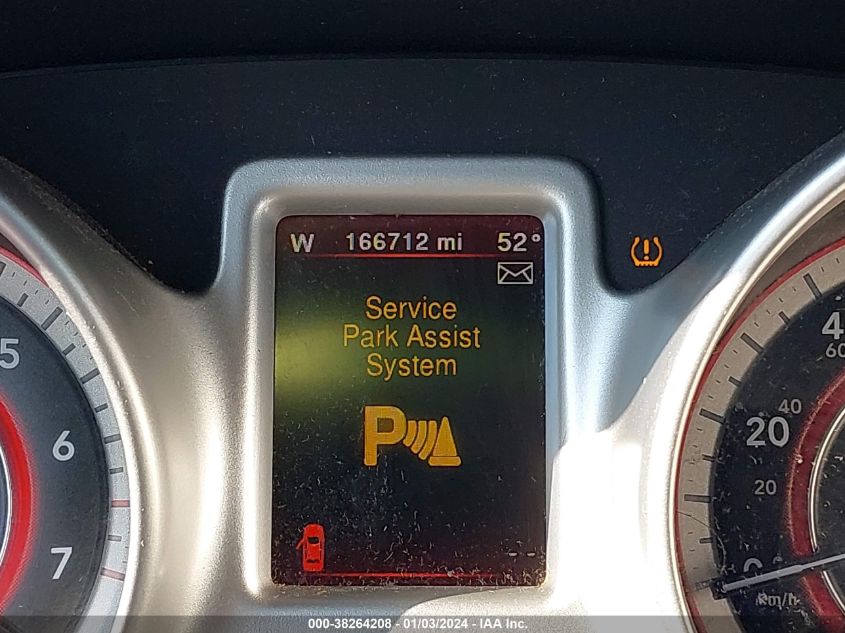 W 166712 mi 52°
Service
Park Assist
System
P
5
6
7
4
60
20
40
20
km/h
000-38264208 - 01/03/2024 - IAA Inc.